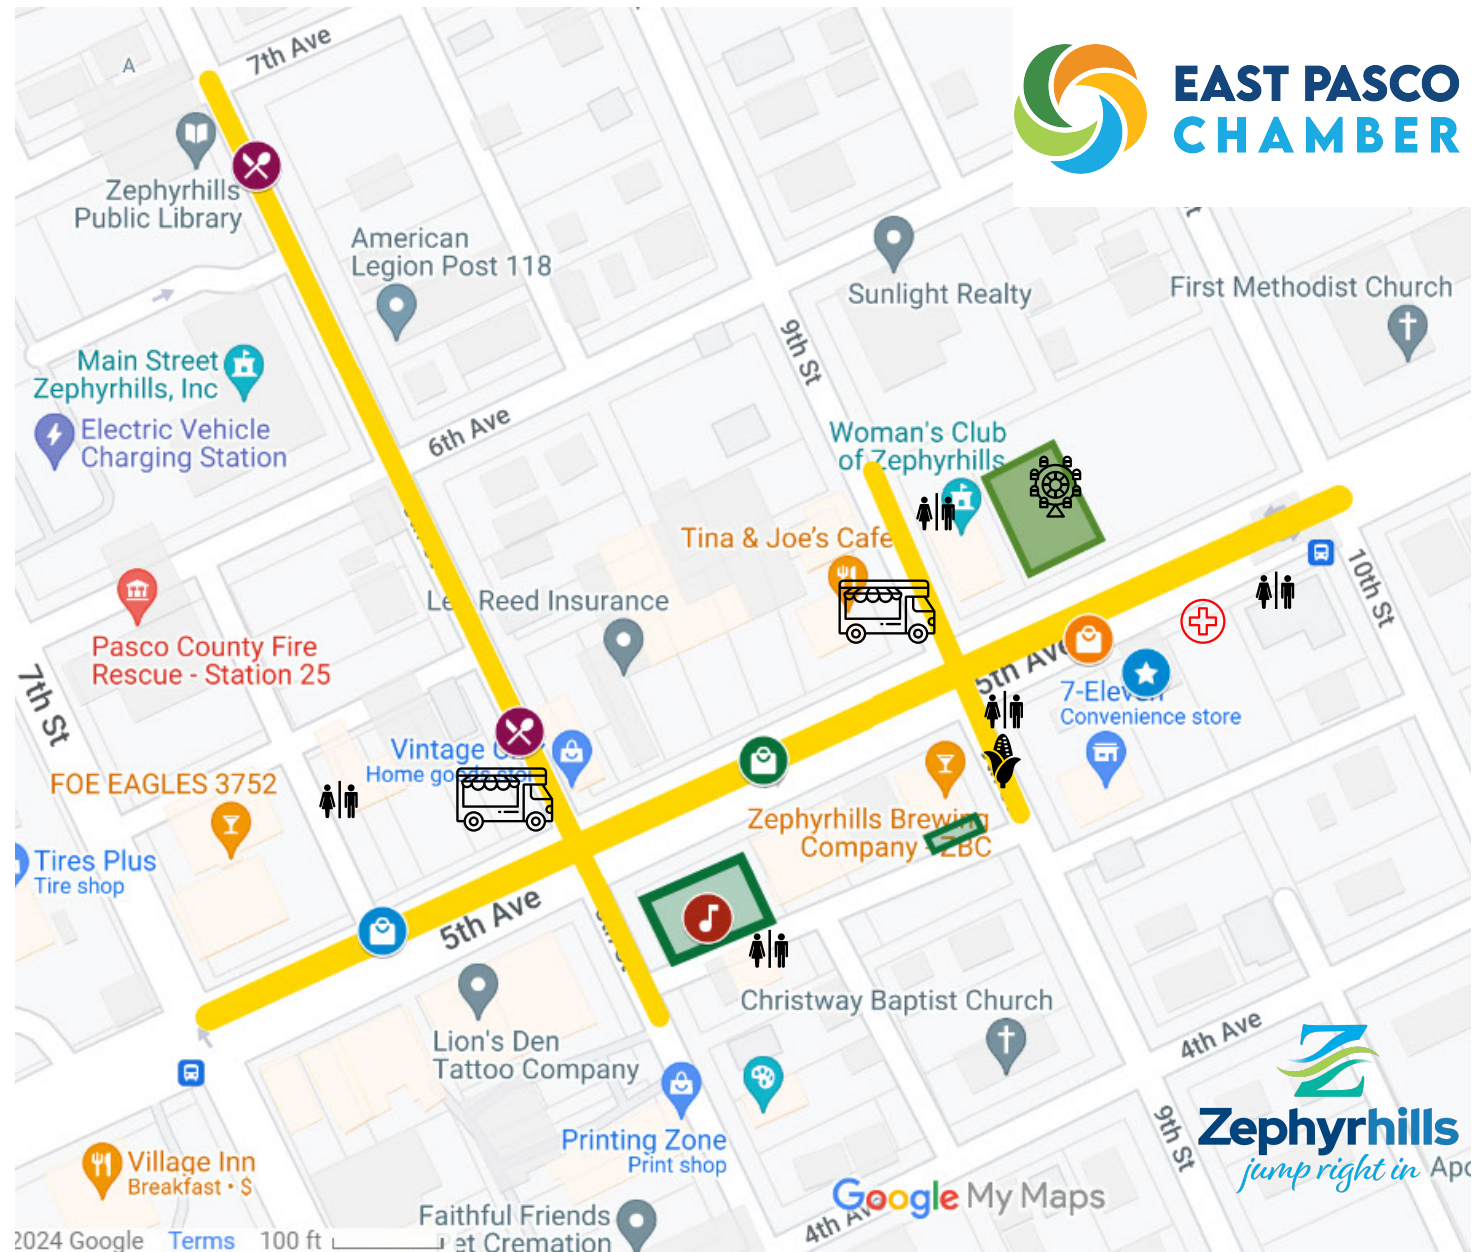 7th Ave
A
EAST PASCO
CHAMBER
Zephyrhills
Public Library
American
Legion Post 118
Sunlight Realty
First Methodist Church
9th St
Main Street
Zephyrhills, Inc
Electric Vehicle
Charging Station
6th Ave
Woman's Club
of Zephyrhills
Tina & Joe's Cafe
10th St
Reed Insurance
Pasco County Fire
Rescue - Station 25
7th St
5th Ave
7-Eleven
Convenience store
Vintage
Home goods
FOE EAGLES 3752
Zephyrhills Brewing
Company - ZBC
Tires Plus
Tire shop
5th Ave
Christway Baptist Church
Lion's Den
Tattoo Company
4th Ave
9th St
Zephyrhills
jump right in
Printing Zone
Print shop
Village Inn
Breakfast • $
Google My Maps
Faithful Friends
Pet Cremation
4th Ave
2024 Google
Terms
100 ft